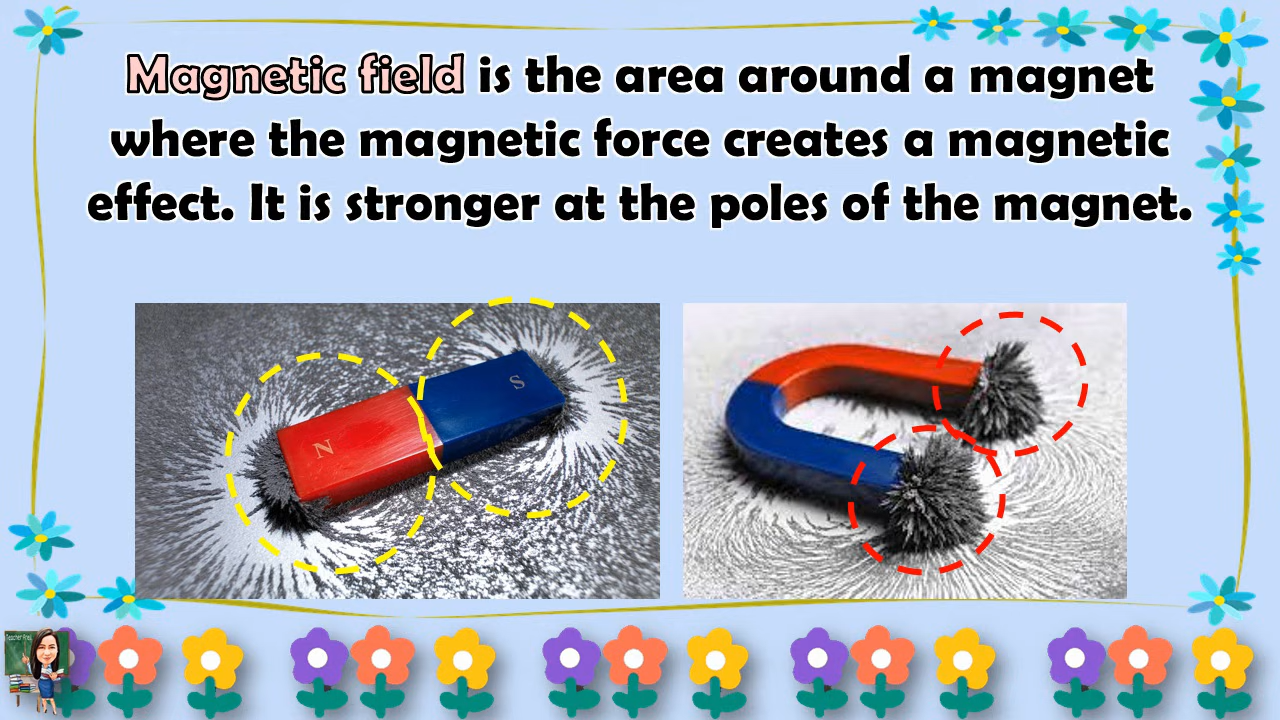 Magnetic field is the area around a magnet
where the magnetic force creates a magnetic
effect. It is stronger at the poles of the magnet.
N
S